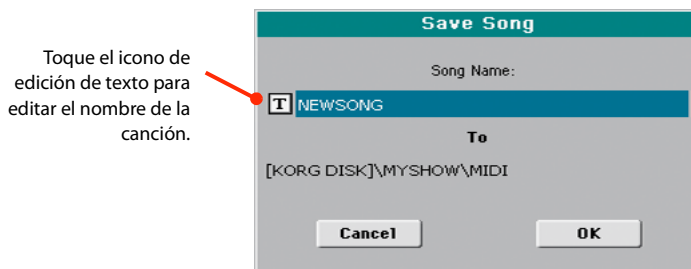 Toque el icono de
edición de texto para
editar el nombre de la
canción.
Save Song
Song Name:
T NEWSONG
To
[KORG DISK]\MYSHOW\MIDI
Cancel OK